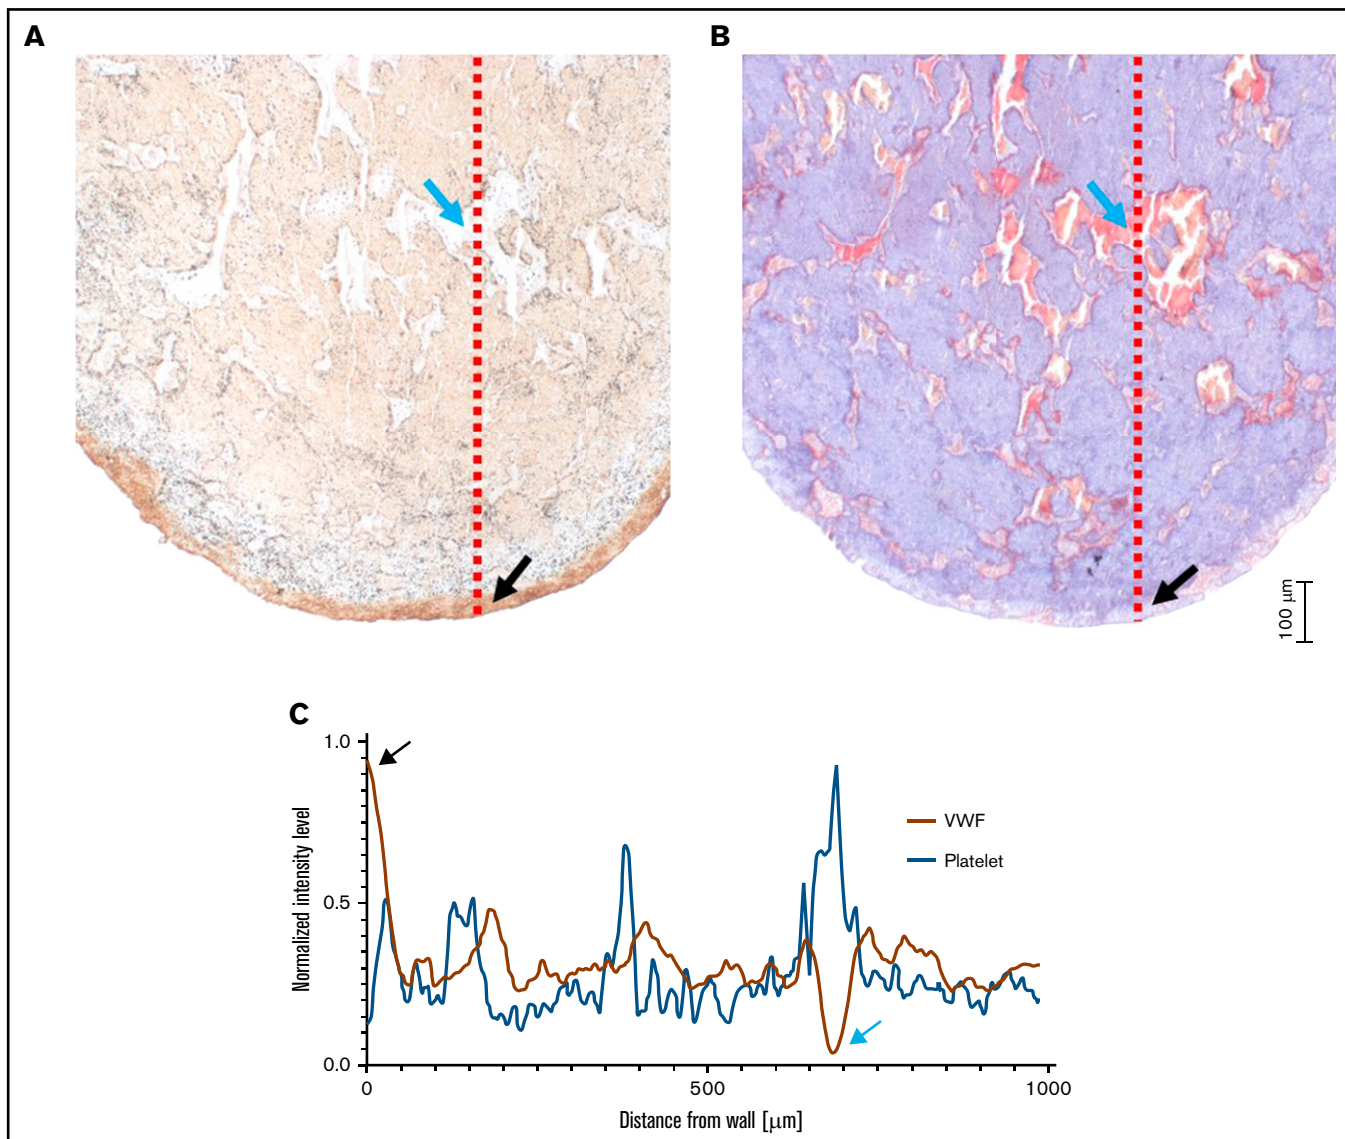 A
B
100 µm
C
1.0
0.5
0.0
Normalized intensity level
VWF
Platelet
0
500
1000
Distance from wall [µm]